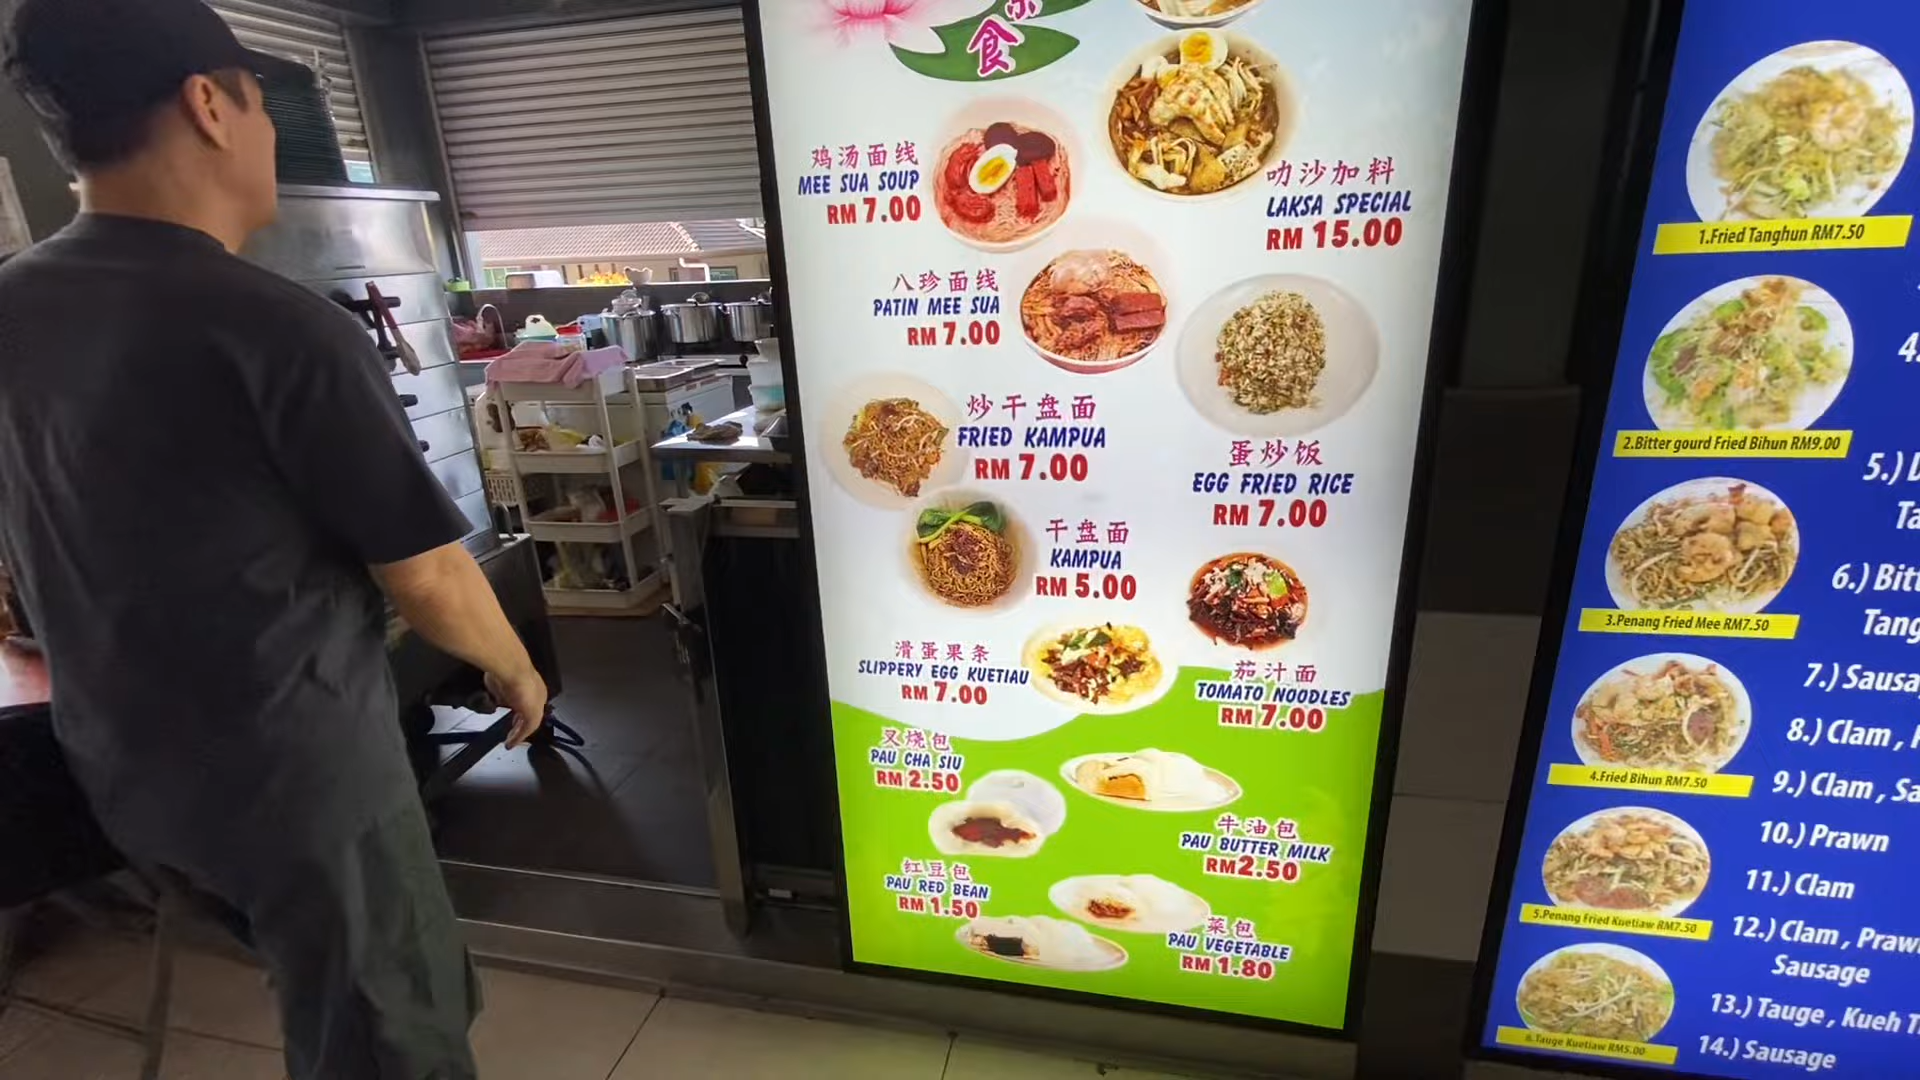 食
鸡汤面线
MEE SUA SOUP
RM 7.00
叻沙加料
LAKSA SPECIAL
RM 15.00
八珍面线
PATIN MEE SUA
RM 7.00
炒干盘面
FRIED KAMPUA
RM 7.00
蛋炒饭
EGG FRIED RICE
RM 7.00
干盘面
KAMPUA
RM 5.00
滑蛋果条
SLIPPERY EGG KUETIAU
RM 7.00
茄汁面
TOMATO NOODLES
RM 7.00
叉烧包
PAU CHA SIU
RM 2.50
牛油包
PAU BUTTER MILK
RM2.50
红豆包
PAU RED BEAN
RM 1.50
菜包
PAU VEGETABLE
RM 1.80
1.Fried Tanghun RM7.50
2.Bitter gourd Fried Bihun RM9.00
3.Penang Fried Mee RM7.50
4.Fried Bihun RM7.50
5.Penang Fried Kuetiaw RM7.50
6.Tauge Kuetiaw RM5.00
4.
5.)
6.) Bitt
Tang
7.) Sausa
8.) Clam ,
9.) Clam , Sa
10.) Prawn
11.) Clam
12.) Clam , Praw
Sausage
13.) Tauge , Kueh T
14.) Sausage